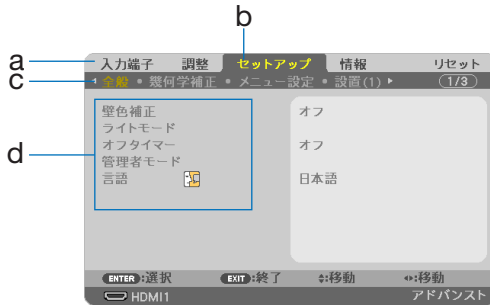 b
a
入力端子 調整 セットアップ 情報 リセット
c
全般 • 幾何学補正 • メニュー設定 • 設置(1) (1/3)
d
壁色補正 オフ
ライトモード
オフタイマー オフ
管理者モード
言語 日本語
ENTER :選択 EXIT :終了 :移動 :移動
HDMI1 アドバンスト